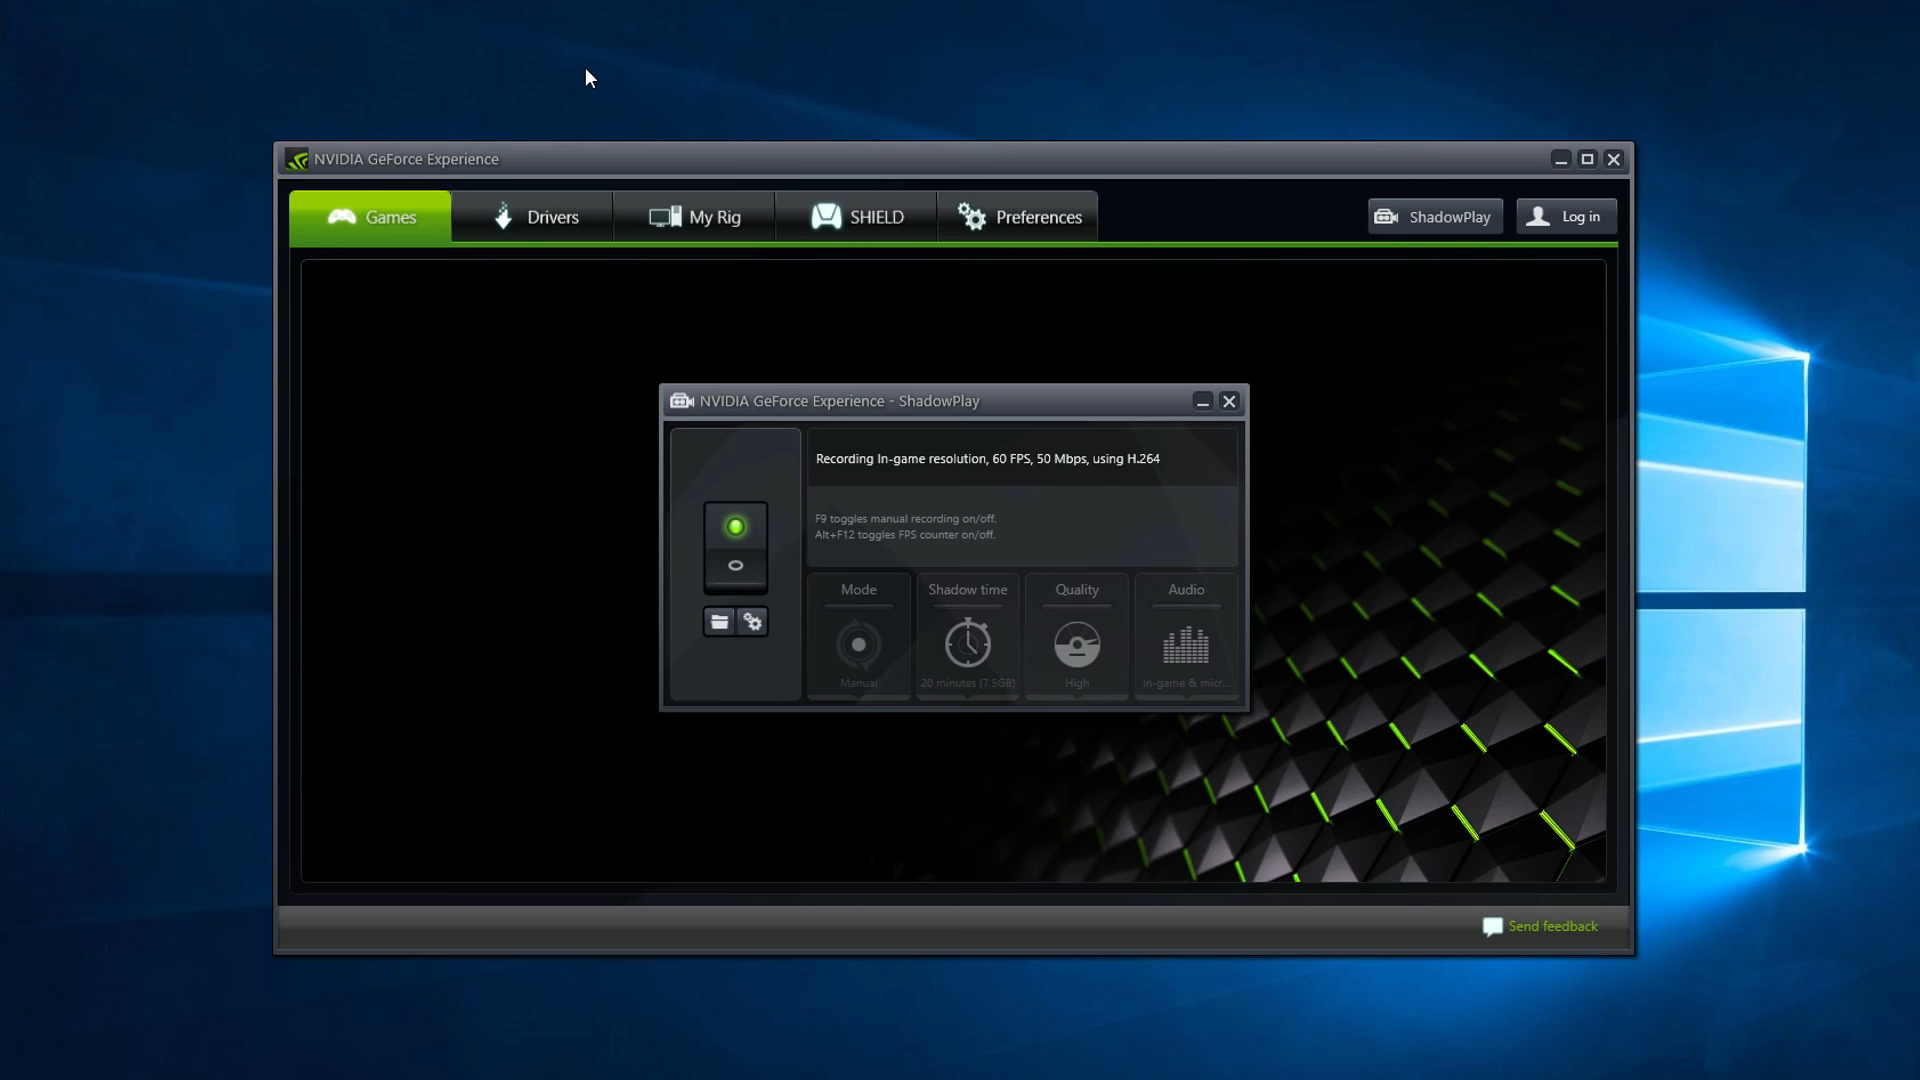 NVIDIA GeForce Experience
Games
Drivers
My Rig
SHIELD
Preferences
ShadowPlay
Log in
NVIDIA GeForce Experience - ShadowPlay
Recording In-game resolution, 60 FPS, 50 Mbps, using H.264
F9 toggles manual recording on/off.
Alt+F12 toggles FPS counter on/off.
Mode
Shadow time
Quality
Audio
Manual
20 minutes (7.5GB)
High
In-game & micr...
Send feedback